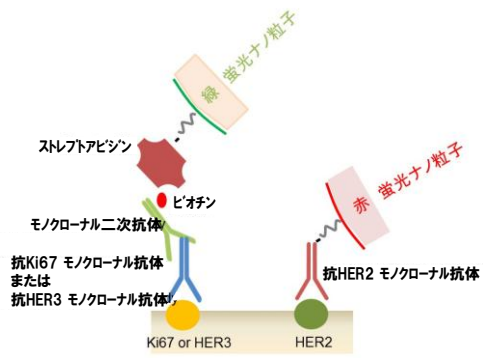 緑 蛍光ナノ粒子
ストレプトアビジン
ビオチン
赤 蛍光ナノ粒子
モノクローナル二次抗体
抗Ki67 モノクローナル抗体
または
抗HER3 モノクローナル抗体
抗HER2 モノクローナル抗体
Ki67 or HER3
HER2